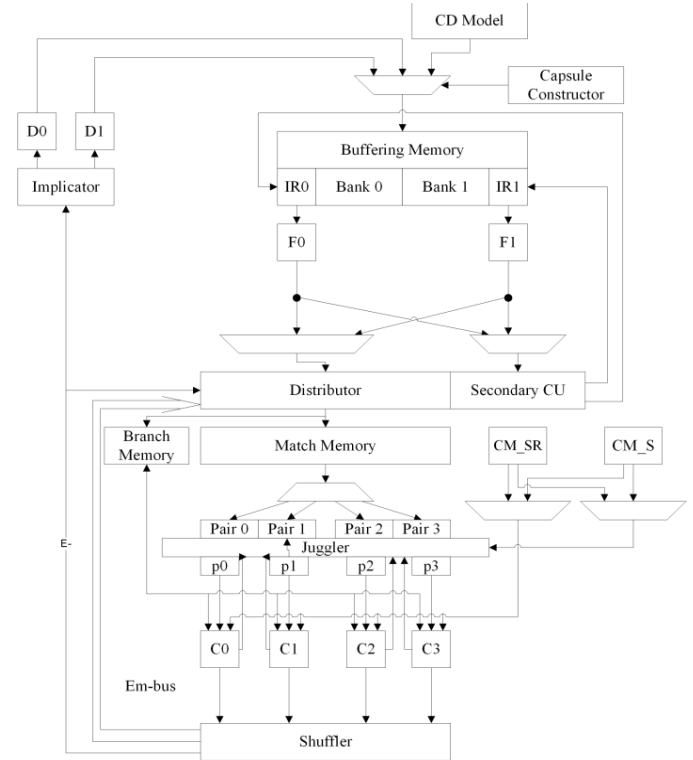 CD Model
Capsule
Constructor
D0
D1
Implicator
Buffering Memory
IR0
Bank 0
Bank 1
IR1
F0
F1
Distributor
Secondary CU
Branch
Memory
Match Memory
CM_SR
CM_S
Pair 0
Pair 1
Pair 2
Pair 3
Juggler
E-
p0
p1
p2
p3
C0
C1
C2
C3
Em-bus
Shuffler